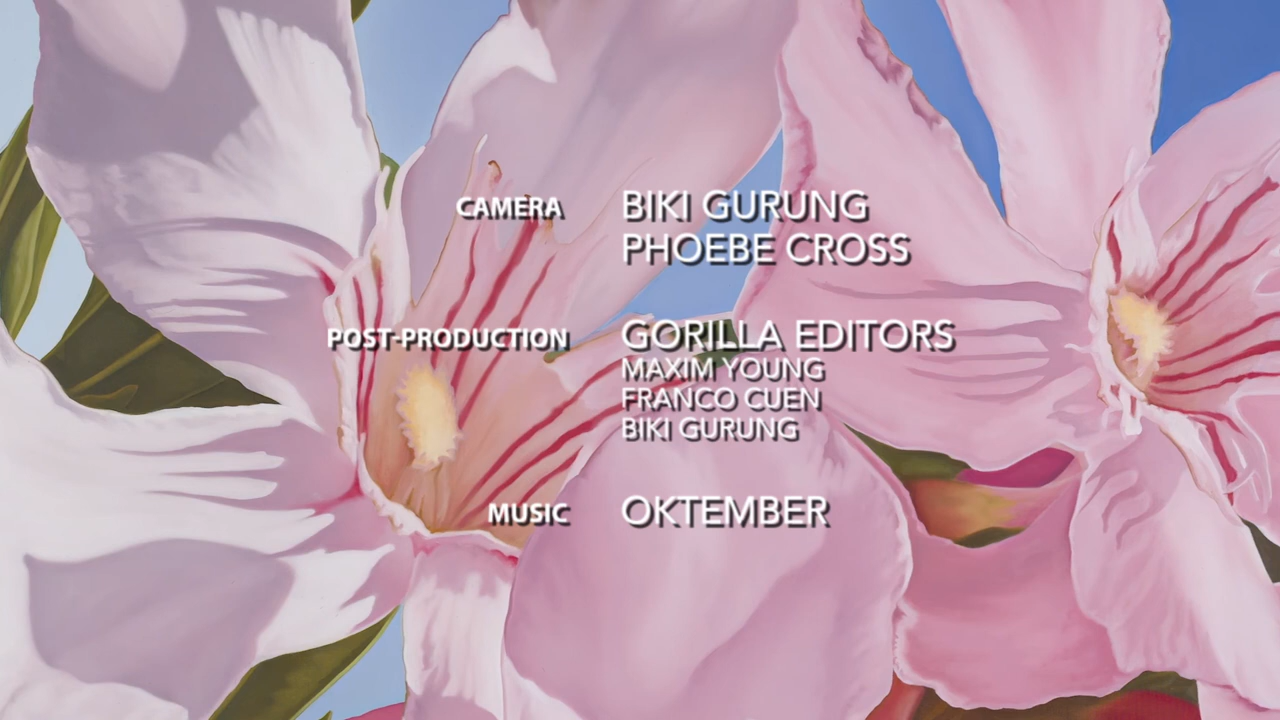 CAMERA BIKI GURUNG
PHOEBE CROSS
POST-PRODUCTION GORILLA EDITORS
MAXIM YOUNG
FRANCO CUEN
BIKI GURUNG
MUSIC OKTEMBER